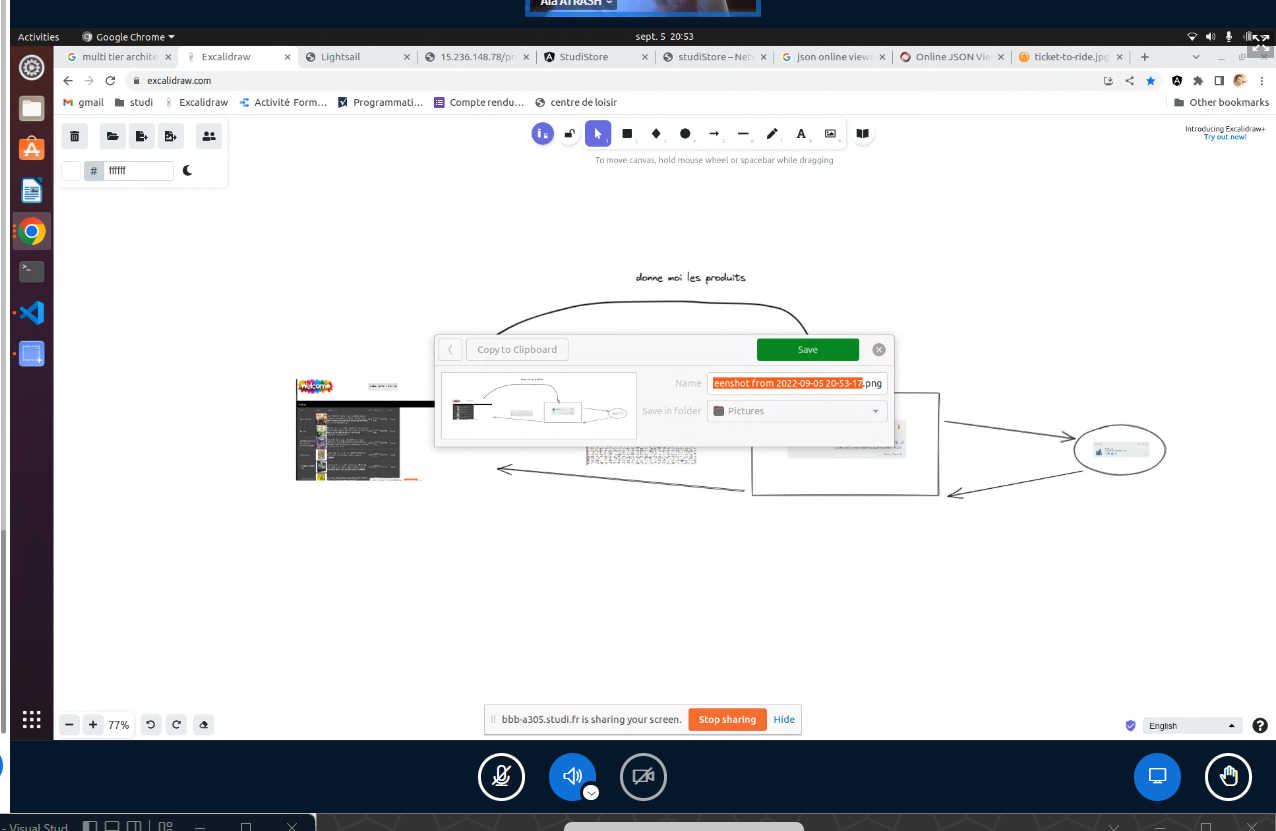 Ala ATRASH
Activities
Google Chrome
sept. 5 20:53
multi tier archite
Excalidraw
Lightsail
15.236.148.78/pr
StudiStore
studiStore – Net
json online view
Online JSON Vie
ticket-to-ride.jpg
excalidraw.com
gmail
studi
Excalidraw
Activité Form...
Programmati...
Compte rendu...
centre de loisir
Other bookmarks
Introducing Excalidraw+
Try out now!
To move canvas, hold mouse wheel or spacebar while dragging
# ffffff
donne moi les produits
Copy to Clipboard
Save
Name
eenshot from 2022-09-05 20-53-17.png
Save in folder
Pictures
Welcome
77%
bbb-a305.studi.fr is sharing your screen.
Stop sharing
Hide
English
- Visual Stud